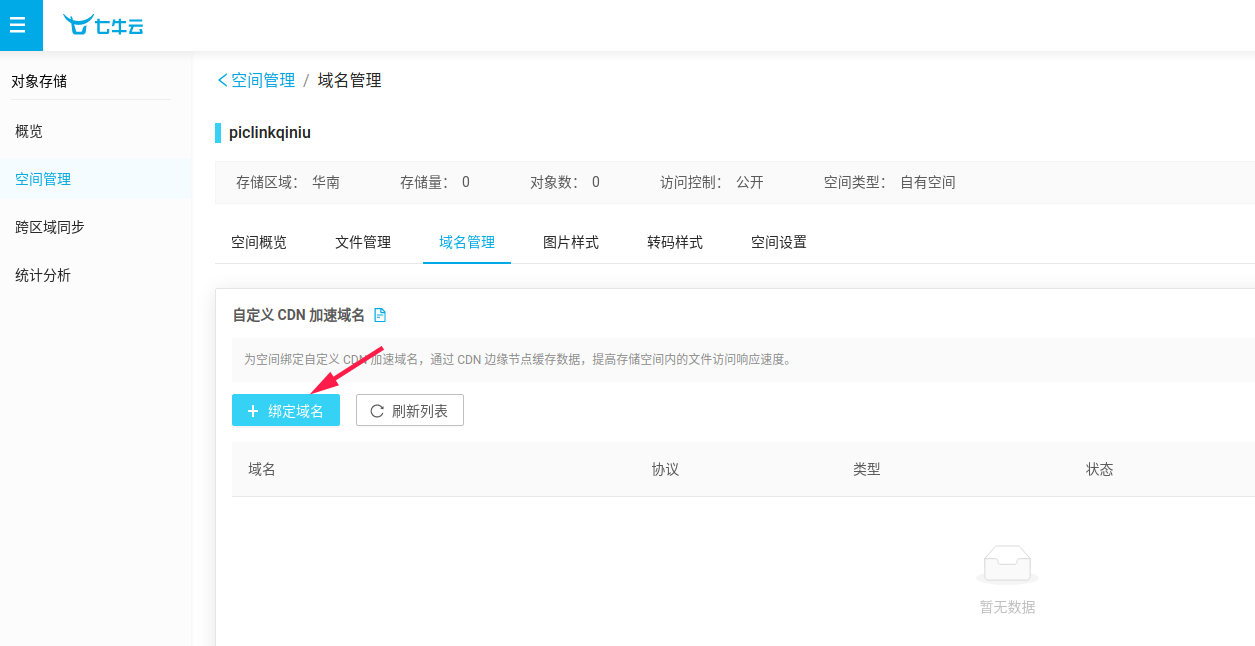 七牛云
对象存储
概览
空间管理
跨区域同步
统计分析
空间管理 / 域名管理
piclinkqiniu
存储区域： 华南 存储量： 0 对象数： 0 访问控制： 公开 空间类型： 自有空间
空间概览 文件管理 域名管理 图片样式 转码样式 空间设置
自定义 CDN 加速域名
为空间绑定自定义 CDN 加速域名，通过 CDN 边缘节点缓存数据，提高存储空间内的文件访问响应速度。
+ 绑定域名 刷新列表
域名 协议 类型 状态
暂无数据